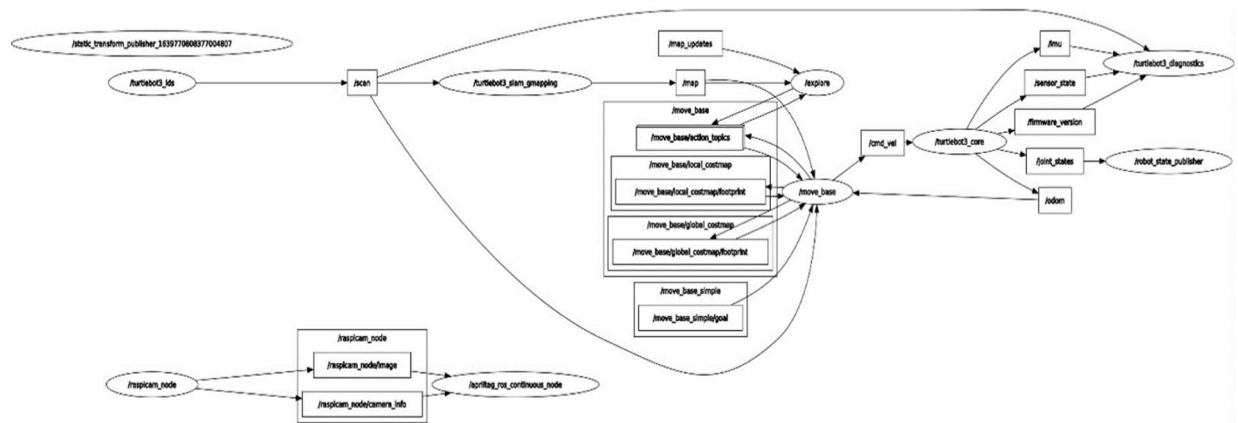 /static_transform_publisher_1639770608377004807
/turtlebot3_lds
/scan
/turtlebot3_slam_gmapping
/map_updates
/map
/explore
/move_base
/move_base/action_topics
/move_base/local_costmap
/move_base/local_costmap/footprint
/move_base/global_costmap
/move_base/global_costmap/footprint
/move_base_simple
/move_base_simple/goal
/move_base
/cmd_vel
/turtlebot3_core
/imu
/sensor_state
/firmware_version
/joint_states
/odom
/turtlebot3_diagnostics
/robot_state_publisher
/raspicam_node
/raspicam_node
/raspicam_node/image
/raspicam_node/camera_info
/apriltag_ros_continuous_node